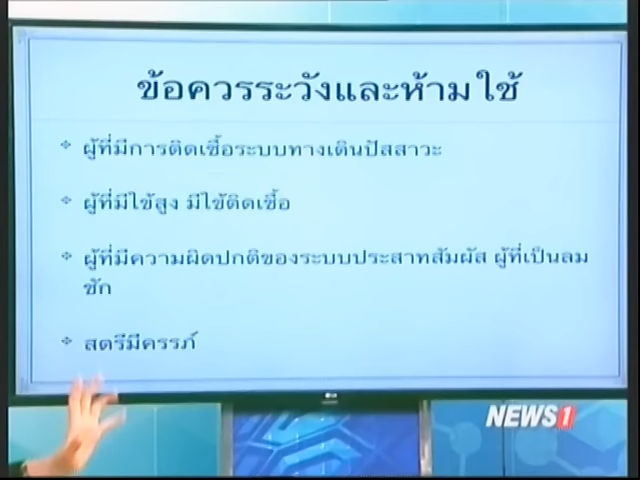 ข้อควรระวังและห้ามใช้
ผู้ที่มีการติดเชื้อระบบทางเดินปัสสาวะ
ผู้ที่มีไข้สูง มีไข้ติดเชื้อ
ผู้ที่มีความผิดปกติของระบบประสาทสัมผัส ผู้ที่เป็นลม
ชัก
สตรีมีครรภ์
NEWS1